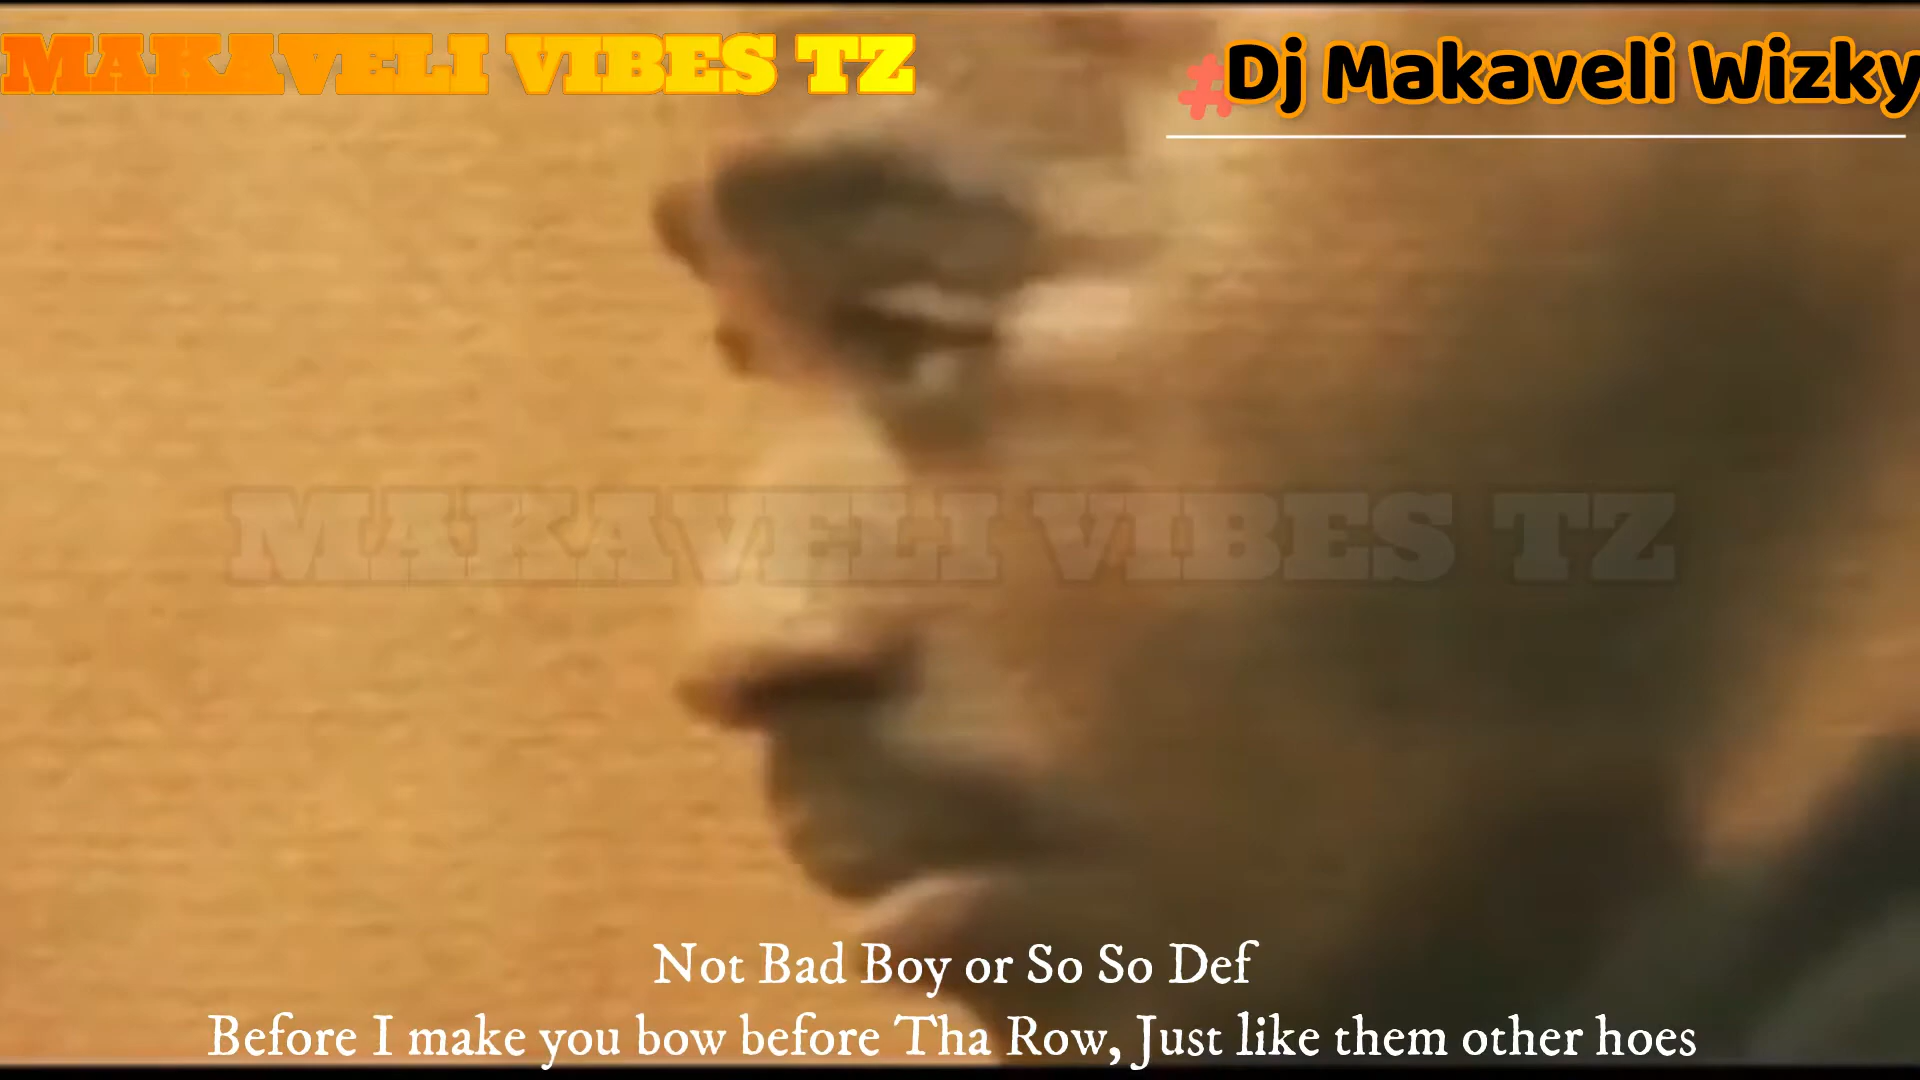 MAKAVELI VIBES TZ
#Dj Makaveli Wizky
MAKAVELI VIBES TZ
Not Bad Boy or So So Def
Before I make you bow before Tha Row, Just like them other hoes